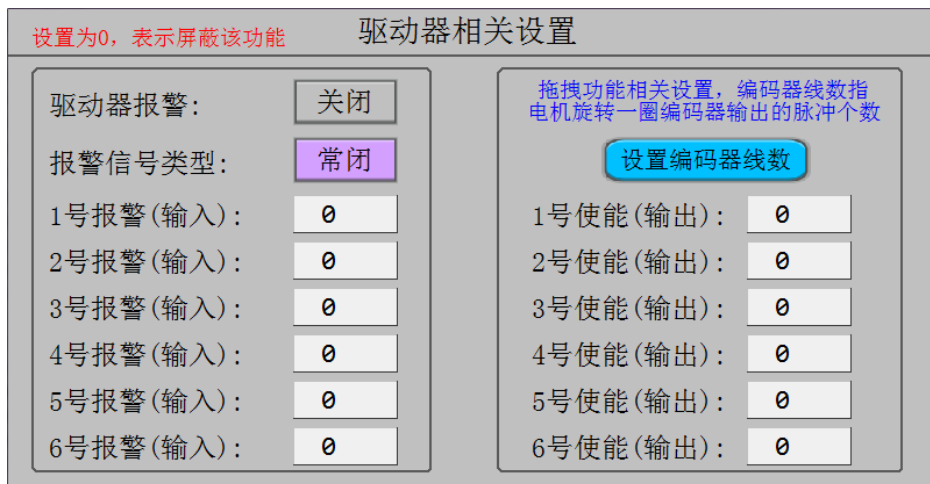 设置为0，表示屏蔽该功能
驱动器相关设置
驱动器报警:
关闭
报警信号类型:
常闭
1号报警(输入): 0
2号报警(输入): 0
3号报警(输入): 0
4号报警(输入): 0
5号报警(输入): 0
6号报警(输入): 0
拖拽功能相关设置，编码器线数指
电机旋转一圈编码器输出的脉冲个数
设置编码器线数
1号使能(输出): 0
2号使能(输出): 0
3号使能(输出): 0
4号使能(输出): 0
5号使能(输出): 0
6号使能(输出): 0